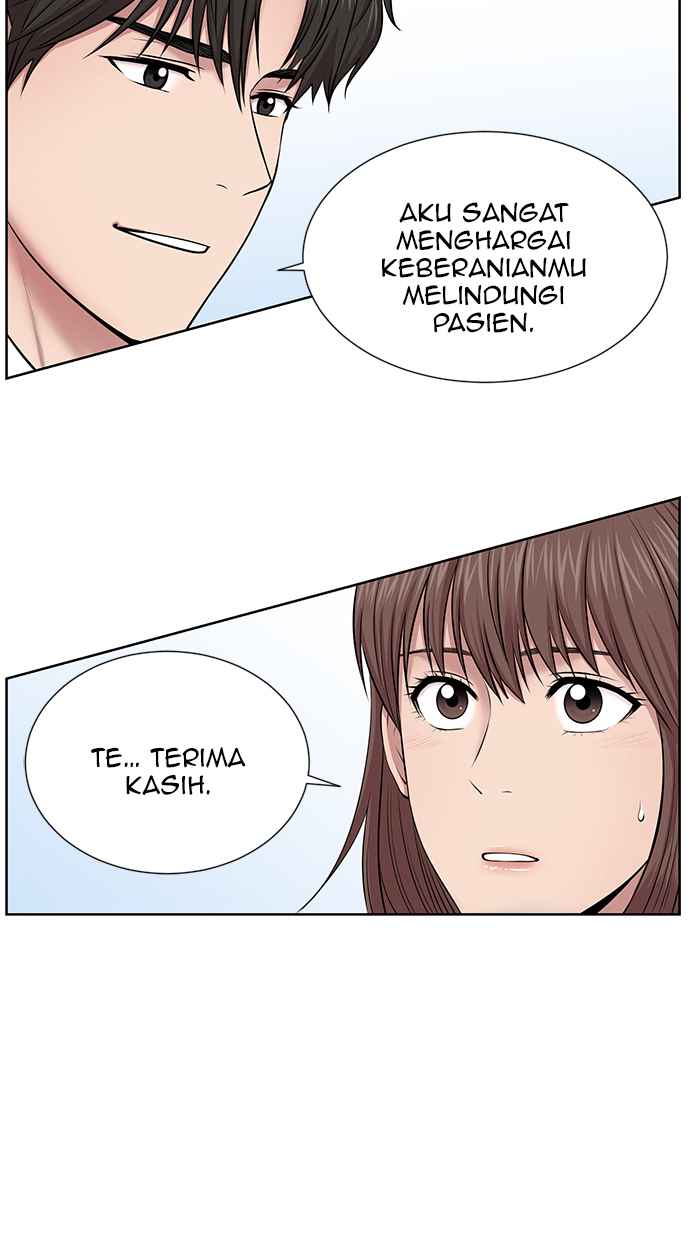 AKU SANGAT
MENGHARGAI
KEBERANIANMU
MELINDUNGI
PASIEN.
TE... TERIMA
KASIH.